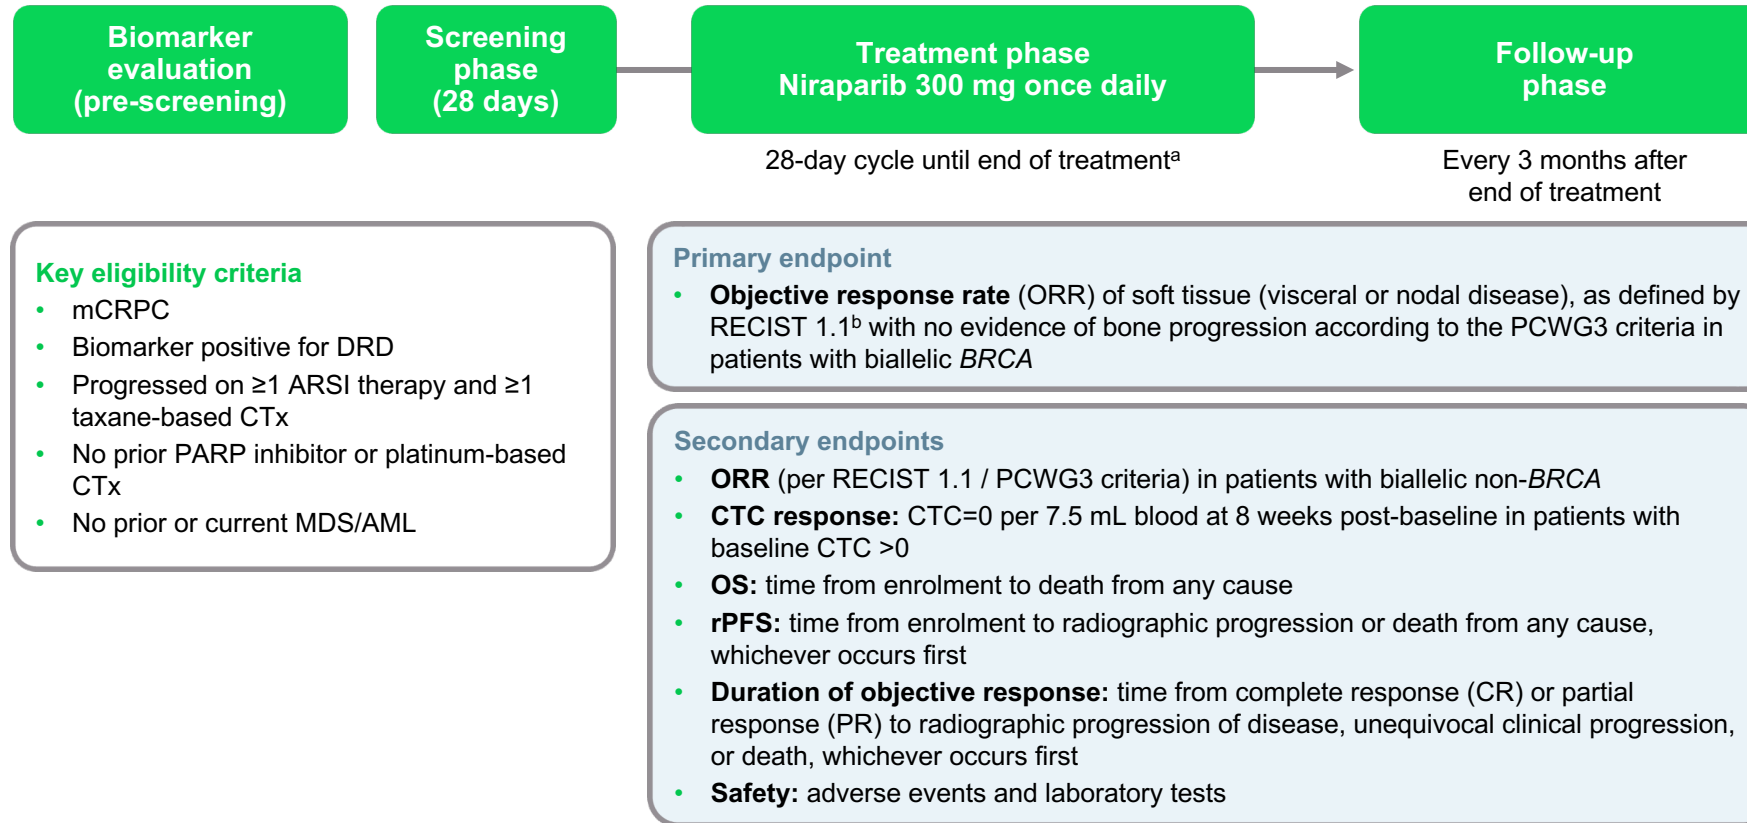 Biomarker
evaluation
(pre-screening)
Screening
phase
(28 days)
Treatment phase
Niraparib 300 mg once daily
Follow-up
phase
28-day cycle until end of treatmentᵃ
Every 3 months after
end of treatment
Key eligibility criteria
• mCRPC
• Biomarker positive for DRD
• Progressed on ≥1 ARSI therapy and ≥1
taxane-based CTx
• No prior PARP inhibitor or platinum-based
CTx
• No prior or current MDS/AML
Primary endpoint
• Objective response rate (ORR) of soft tissue (visceral or nodal disease), as defined by
RECIST 1.1ᵇ with no evidence of bone progression according to the PCWG3 criteria in
patients with biallelic BRCA
Secondary endpoints
• ORR (per RECIST 1.1 / PCWG3 criteria) in patients with biallelic non-BRCA
• CTC response: CTC=0 per 7.5 mL blood at 8 weeks post-baseline in patients with
baseline CTC >0
• OS: time from enrolment to death from any cause
• rPFS: time from enrolment to radiographic progression or death from any cause,
whichever occurs first
• Duration of objective response: time from complete response (CR) or partial
response (PR) to radiographic progression of disease, unequivocal clinical progression,
or death, whichever occurs first
• Safety: adverse events and laboratory tests